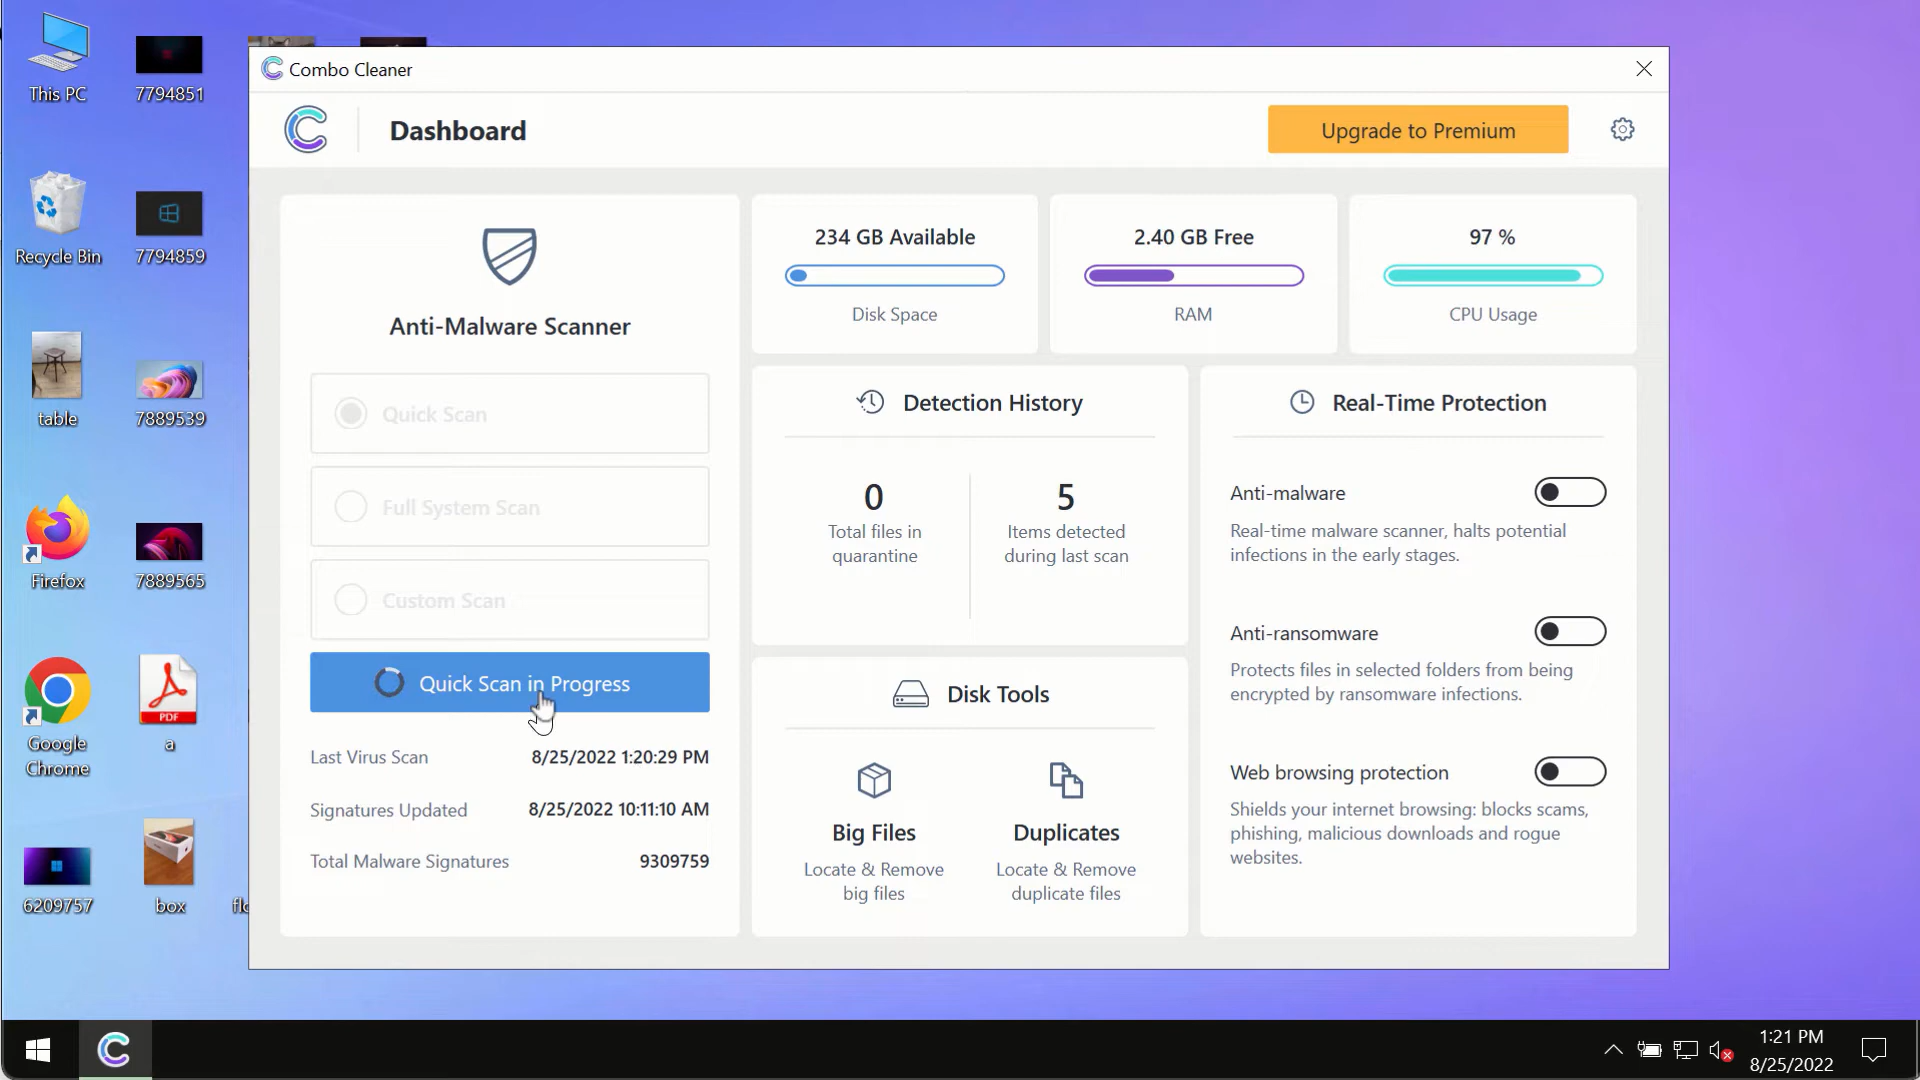 This PC
7794851
Recycle Bin
7794859
table
7889539
Firefox
7889565
Google
Chrome
PDF
a
6209757
box
Combo Cleaner
Dashboard
Upgrade to Premium
Anti-Malware Scanner
Quick Scan
Full System Scan
Custom Scan
Quick Scan in Progress
Last Virus Scan 8/25/2022 1:20:29 PM
Signatures Updated 8/25/2022 10:11:10 AM
Total Malware Signatures 9309759
234 GB Available
Disk Space
2.40 GB Free
RAM
97 %
CPU Usage
Detection History
0
Total files in
quarantine
5
Items detected
during last scan
Disk Tools
Big Files
Locate & Remove
big files
Duplicates
Locate & Remove
duplicate files
Real-Time Protection
Anti-malware
Real-time malware scanner, halts potential
infections in the early stages.
Anti-ransomware
Protects files in selected folders from being
encrypted by ransomware infections.
Web browsing protection
Shields your internet browsing: blocks scams,
phishing, malicious downloads and rogue
websites.
1:21 PM
8/25/2022